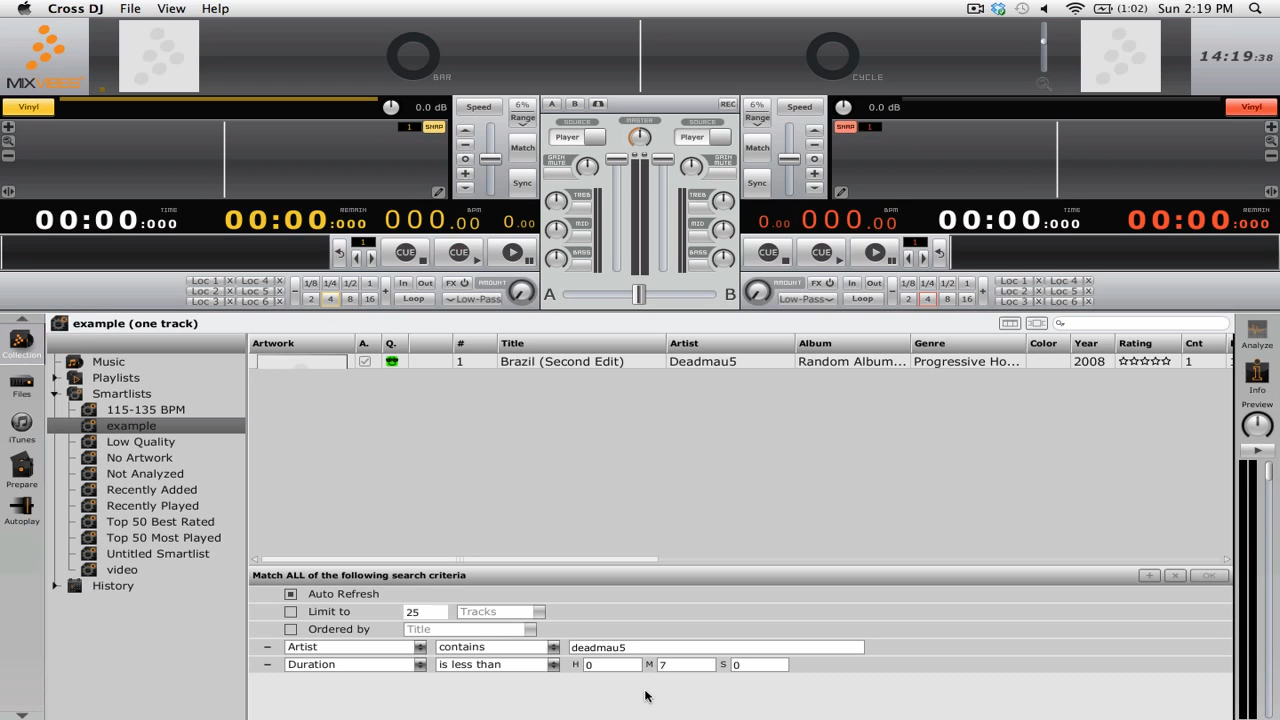 Cross DJ File View Help (1:02) Sun 2:19 PM
MIXVIBES BAR CYCLE 14:19:38
Vinyl 0.0 dB Speed 6% A B REC 6% Speed 0.0 dB Vinyl
Range SOURCE MASTER SOURCE Range
1 SNAP Player Player SNAP 1
Match GAIN MUTE GAIN MUTE Match
Sync TREB TREB Sync
TIME REMAIN BPM MID MID BPM TIME REMAIN
00:00:000 00:00:000 000.00 0.00 0.00 000.00 00:00:000 00:00:000
1 CUE CUE BASS BASS CUE CUE 1
Loc 1 X Loc 4 X 1/8 1/4 1/2 1 In Out FX AMOUNT AMOUNT FX In Out 1/8 1/4 1/2 1 Loc 1 X Loc 4 X
Loc 2 X Loc 5 X Loc 2 X Loc 5 X
Loc 3 X Loc 6 X 2 4 8 16 Loop Low-Pass A B Low-Pass Loop 2 4 8 16 Loc 3 X Loc 6 X
example (one track)
Collection
Files
iTunes
Prepare
Autoplay
Music
Playlists
Smartlists
115-135 BPM
example
Low Quality
No Artwork
Not Analyzed
Recently Added
Recently Played
Top 50 Best Rated
Top 50 Most Played
Untitled Smartlist
video
History
Artwork A. Q. # Title Artist Album Genre Color Year Rating Cnt
1 Brazil (Second Edit) Deadmau5 Random Album... Progressive Ho... 2008 1
Match ALL of the following search criteria + × OK
Auto Refresh
Limit to 25 Tracks
Ordered by Title
− Artist contains deadmau5
− Duration is less than H 0 M 7 S 0
Analyze
Info
Preview